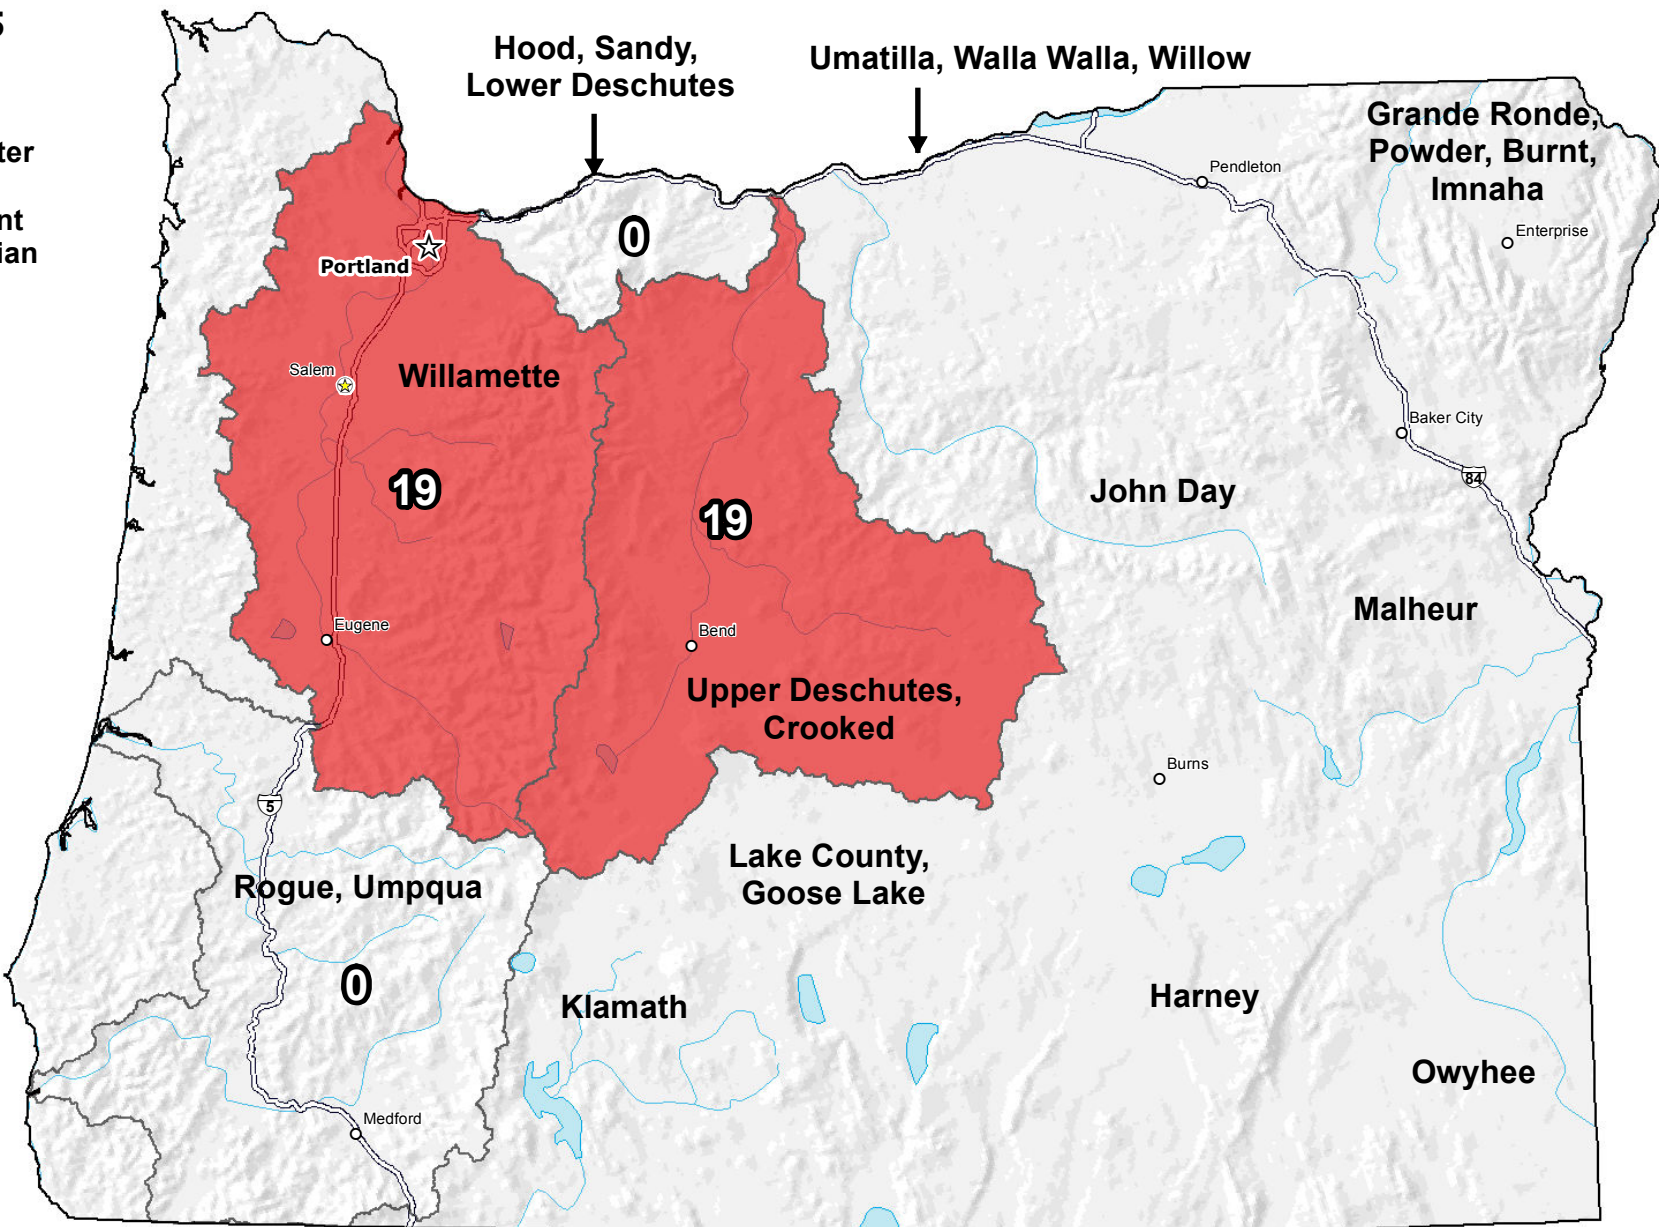 5
Hood, Sandy,
Lower Deschutes
Umatilla, Walla Walla, Willow
Grande Ronde,
Powder, Burnt,
Imnaha
ter
nt
ian
Pendleton
Enterprise
0
Portland
Salem
Willamette
Baker City
84
19
19
John Day
Malheur
Eugene
Bend
Upper Deschutes,
Crooked
Burns
5
Rogue, Umpqua
Lake County,
Goose Lake
0
Klamath
Harney
Owyhee
Medford